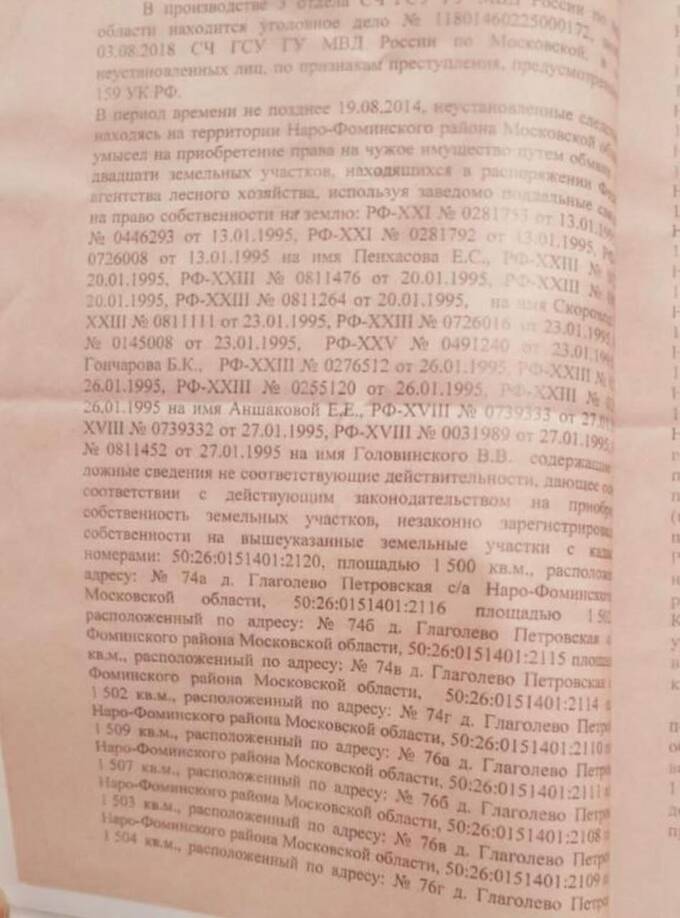 В производстве 3 отдела СЧ ГСУ ГУ МВД России по
области находится уголовное дело № 11801460225000172,
03.08.2018 СЧ ГСУ ГУ МВД России по Московской
неустановленных лиц, по признакам преступления,
159 УК РФ.
В период времени не позднее 19.08.2014, неустановленные
находясь на территории Наро-Фоминского района Московской
умысел на приобретение права на чужое имущество путем
двадцати земельных участков, находящихся в распоряжении
агентства лесного хозяйства, используя заведомо поддельные
на право собственности на землю: РФ-XXI № 0281753 от 13.01.
№ 0446293 от 13.01.1995, РФ-XXI № 0281792 от 13.01.1995,
0726008 от 13.01.1995 на имя Пенхасова Е.С., РФ-XXIII №
20.01.1995, РФ-XXIII № 0811476 от 20.01.1995, РФ-XXIII №
20.01.1995, РФ-XXIII № 0811264 от 20.01.1995, на имя
XXIII № 0811111 от 23.01.1995, РФ-XXIII № 0726016 от 23.01.1995
№ 0145008 от 23.01.1995, РФ-XXV № 0491240 от 23.01.
Гончарова Б.К., РФ-XXIII № 0276512 от 26.01.1995, РФ-XXIII №
26.01.1995, РФ-XXIII № 0255120 от 26.01.1995, РФ-XXIII №
26.01.1995 на имя Аншаковой Е.Е., РФ-XVIII № 0739333 от 27.01
XVIII № 0739332 от 27.01.1995, РФ-XVIII № 0031989 от 27.01.1995,
№ 0811452 от 27.01.1995 на имя Головинского В.В. содержащие
ложные сведения не соответствующие действительности, дающее
соответствии с действующим законодательством на
собственность земельных участков, незаконно
собственности на вышеуказанные земельные участки с
номерами: 50:26:0151401:2120, площадью 1 500 кв.м.,
адресу: № 74а д. Глаголево Петровская с/а Наро-Фоминского
Московской области, 50:26:0151401:2116 площадью 1 502
расположенный по адресу: № 74б д. Глаголево Петровская
Фоминского района Московской области, 50:26:0151401:2115
кв.м., расположенный по адресу: № 74в д. Глаголево Петровская
Фоминского района Московской области, 50:26:0151401:2114
1 502 кв.м., расположенный по адресу: № 74г д. Глаголево
Наро-Фоминского района Московской области, 50:26:0151401:2110
1 509 кв.м., расположенный по адресу: № 76а д. Глаголево
Наро-Фоминского района Московской области, 50:26:0151401:2111
1 507 кв.м., расположенный по адресу: № 76б д. Глаголево
Наро-Фоминского района Московской области, 50:26:0151401:2108
1 503 кв.м., расположенный по адресу: № 76в д. Глаголево
Наро-Фоминского района Московской области, 50:26:0151401:2109
1 504 кв.м., расположенный по адресу: № 76г д. Глаголево